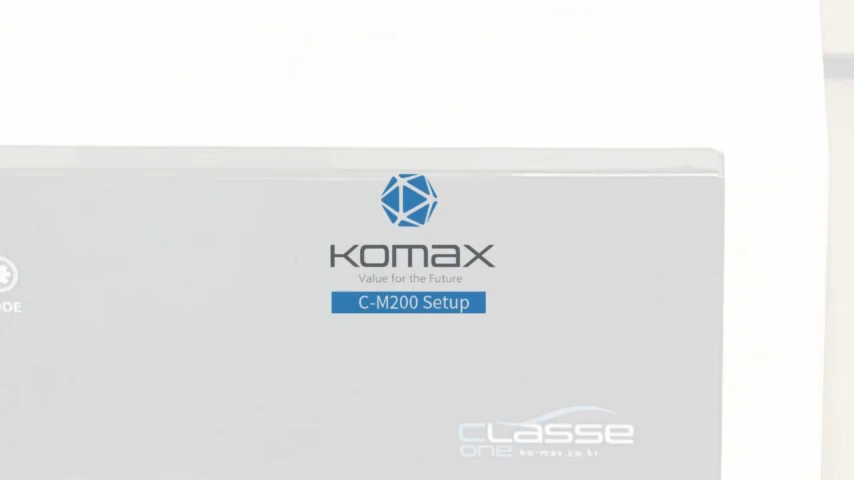 KOMAX
Value for the Future
C-M200 Setup
ODE
CLASSE
ONE ko-max.co.kr